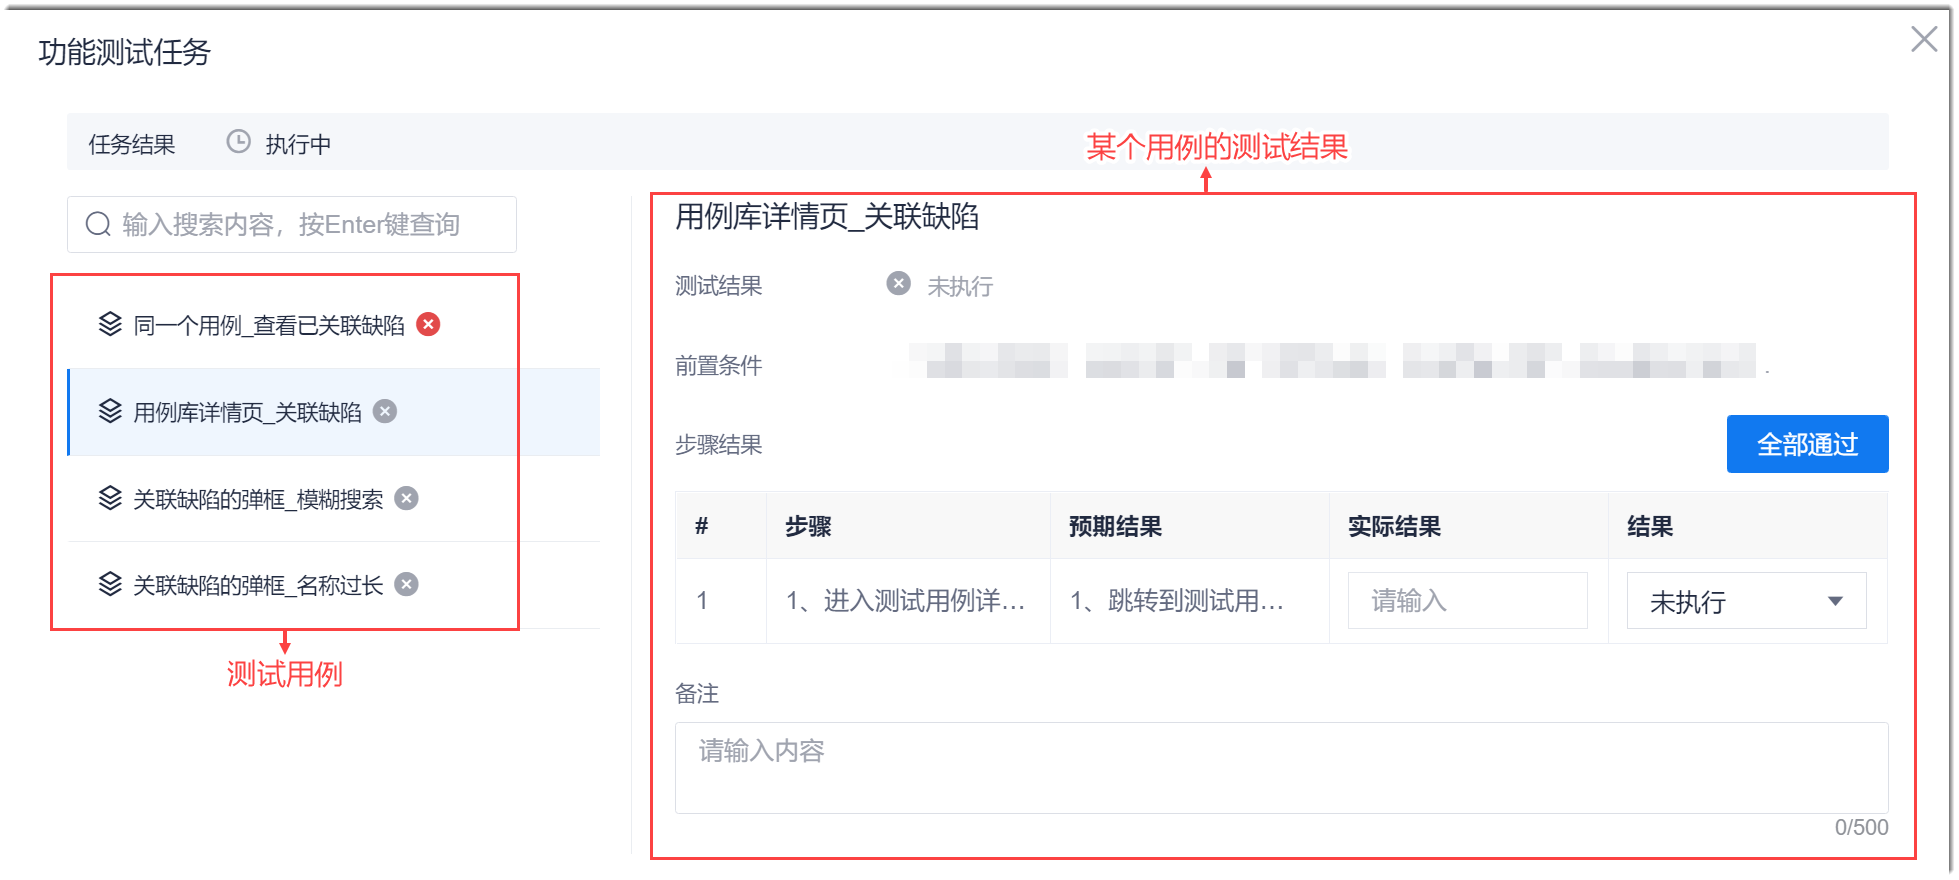 功能测试任务
任务结果 执行中
某个用例的测试结果
输入搜索内容，按Enter键查询
同一个用例_查看已关联缺陷
用例库详情页_关联缺陷
关联缺陷的弹框_模糊搜索
关联缺陷的弹框_名称过长
测试用例
用例库详情页_关联缺陷
测试结果 未执行
前置条件 .
步骤结果 全部通过
# 步骤 预期结果 实际结果 结果
1 1、进入测试用例详... 1、跳转到测试用... 请输入 未执行
备注
请输入内容
0/500